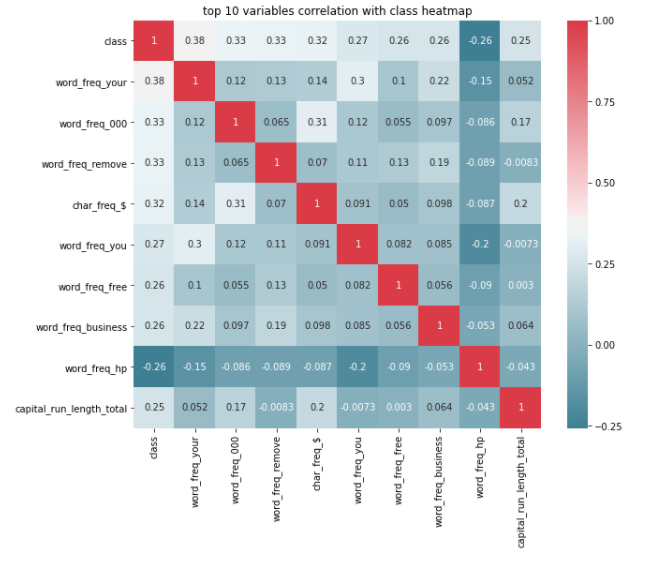 top 10 variables correlation with class heatmap
class 1 0.38 0.33 0.33 0.32 0.27 0.26 0.26 -0.26 0.25
word_freq_your 0.38 1 0.12 0.13 0.14 0.3 0.1 0.22 -0.15 0.052
word_freq_000 0.33 0.12 1 0.065 0.31 0.12 0.055 0.097 -0.086 0.17
word_freq_remove 0.33 0.13 0.065 1 0.07 0.11 0.13 0.19 -0.089 -0.0083
char_freq_$ 0.32 0.14 0.31 0.07 1 0.091 0.05 0.098 -0.087 0.2
word_freq_you 0.27 0.3 0.12 0.11 0.091 1 0.082 0.085 -0.2 -0.0073
word_freq_free 0.26 0.1 0.055 0.13 0.05 0.082 1 0.056 -0.09 0.003
word_freq_business 0.26 0.22 0.097 0.19 0.098 0.085 0.056 1 -0.053 0.064
word_freq_hp -0.26 -0.15 -0.086 -0.089 -0.087 -0.2 -0.09 -0.053 1 -0.043
capital_run_length_total 0.25 0.052 0.17 -0.0083 0.2 -0.0073 0.003 0.064 -0.043 1
class
word_freq_your
word_freq_000
word_freq_remove
char_freq_$
word_freq_you
word_freq_free
word_freq_business
word_freq_hp
capital_run_length_total
1.00
0.75
0.50
0.25
0.00
−0.25